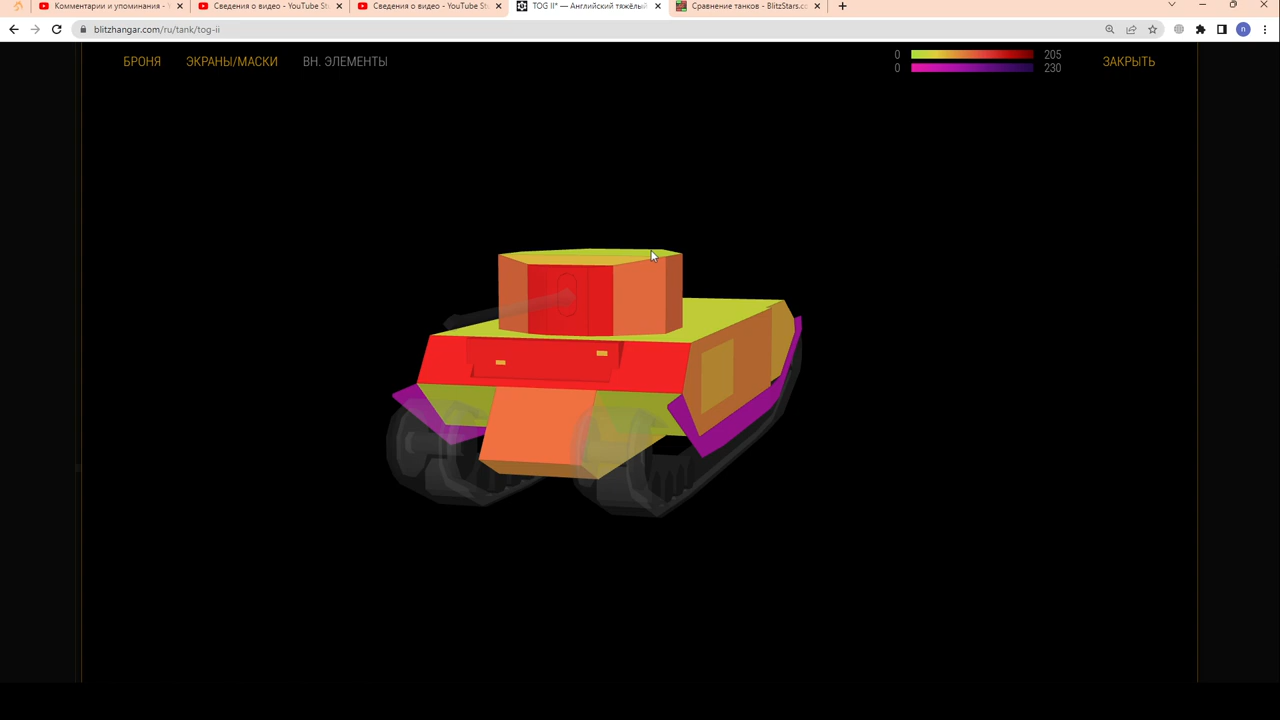 Комментарии и упоминания -
Сведения о видео - YouTube St
Сведения о видео - YouTube St
TOG II* — Английский тяжёлый
Сравнение танков - BlitzStars.co
blitzhangar.com/ru/tank/tog-ii
n
БРОНЯ ЭКРАНЫ/МАСКИ ВН. ЭЛЕМЕНТЫ
0 205
0 230
ЗАКРЫТЬ